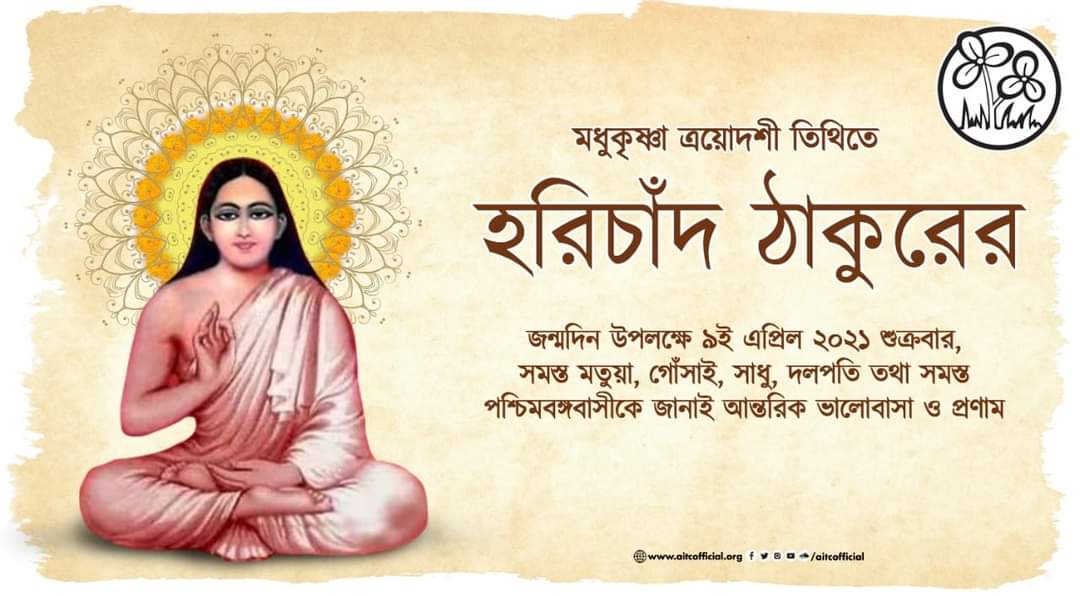 মধুকৃষ্ণা ত্রয়োদশী তিথিতে
হরিচাঁদ ঠাকুরের
জন্মদিন উপলক্ষে ৯ই এপ্রিল ২০২১ শুক্রবার,
সমস্ত মতুয়া, গোঁসাই, সাধু, দলপতি তথা সমস্ত
পশ্চিমবঙ্গবাসীকে জানাই আন্তরিক ভালোবাসা ও প্রণাম
www.aitcofficial.org /aitcofficial